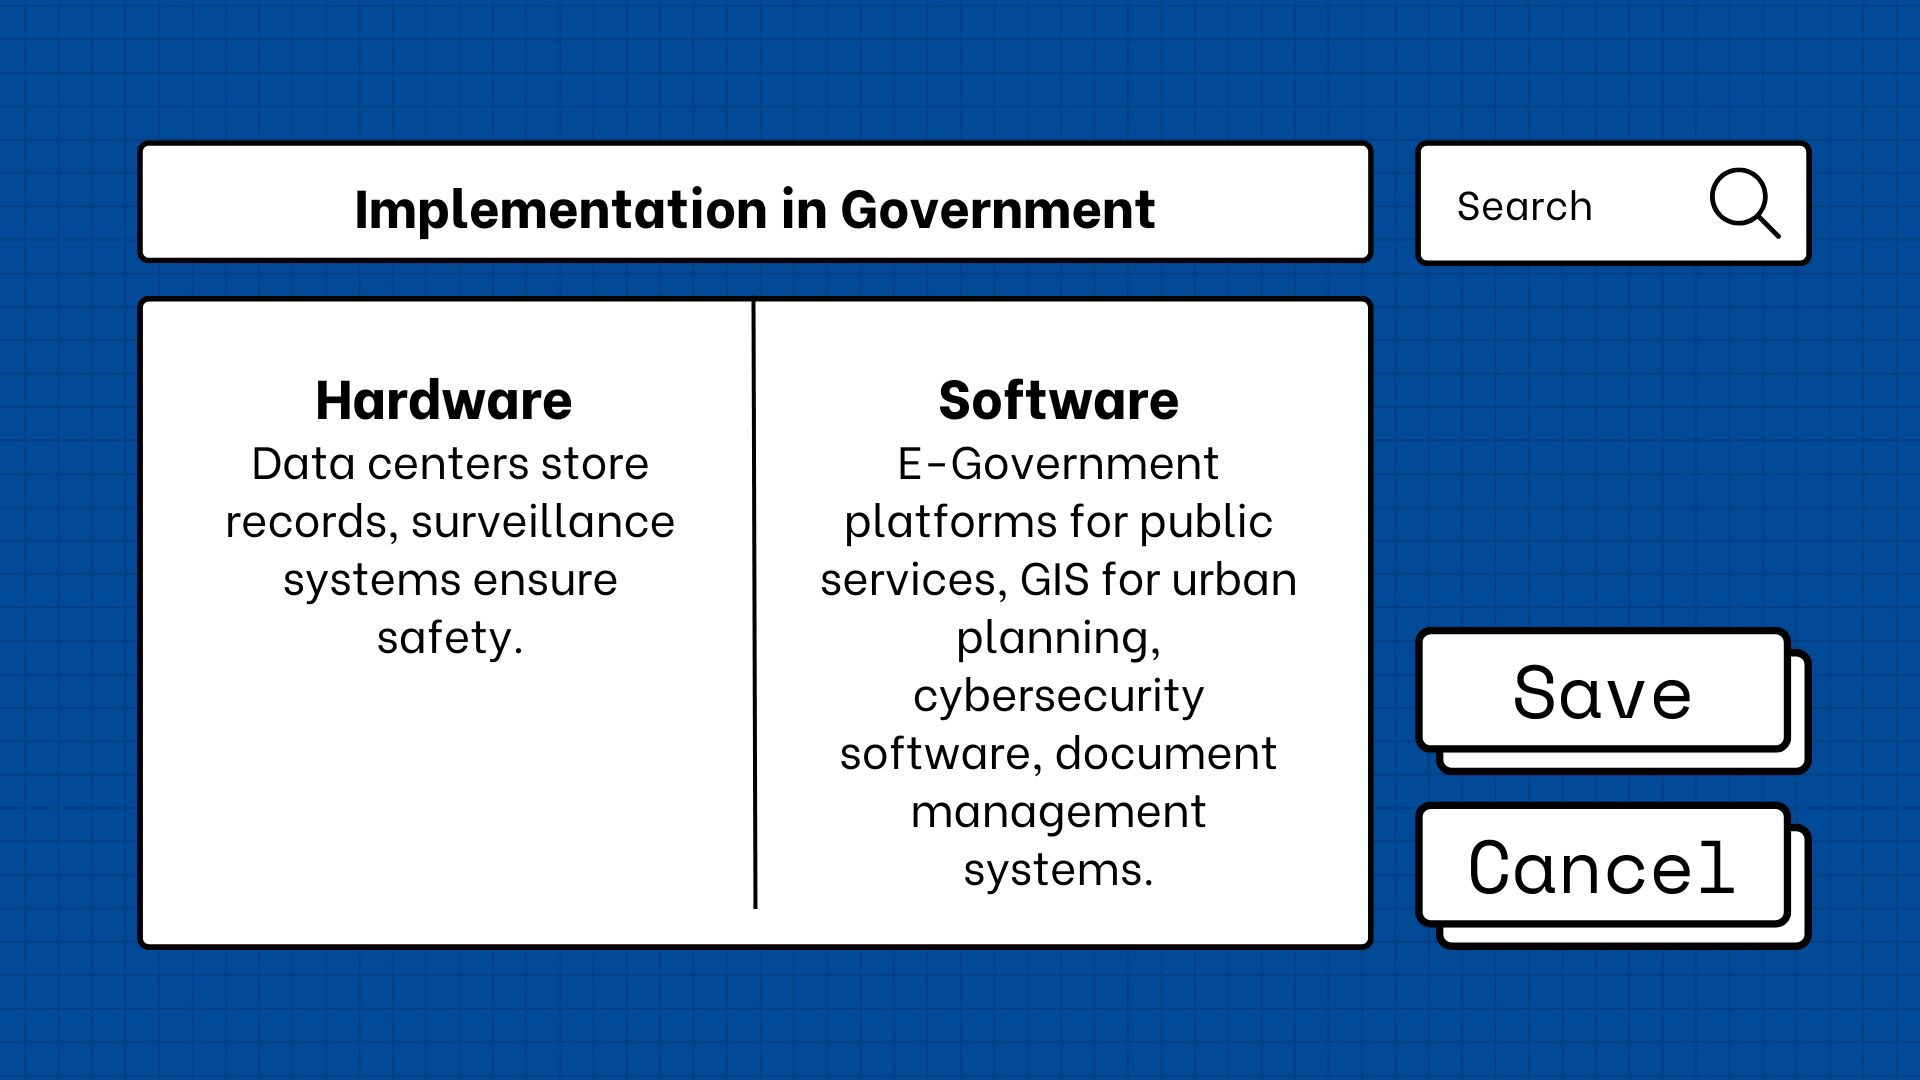 Implementation in Government
Search
Hardware
Data centers store
records, surveillance
systems ensure
safety.
Software
E-Government
platforms for public
services, GIS for urban
planning,
cybersecurity
software, document
management
systems.
Save
Cancel